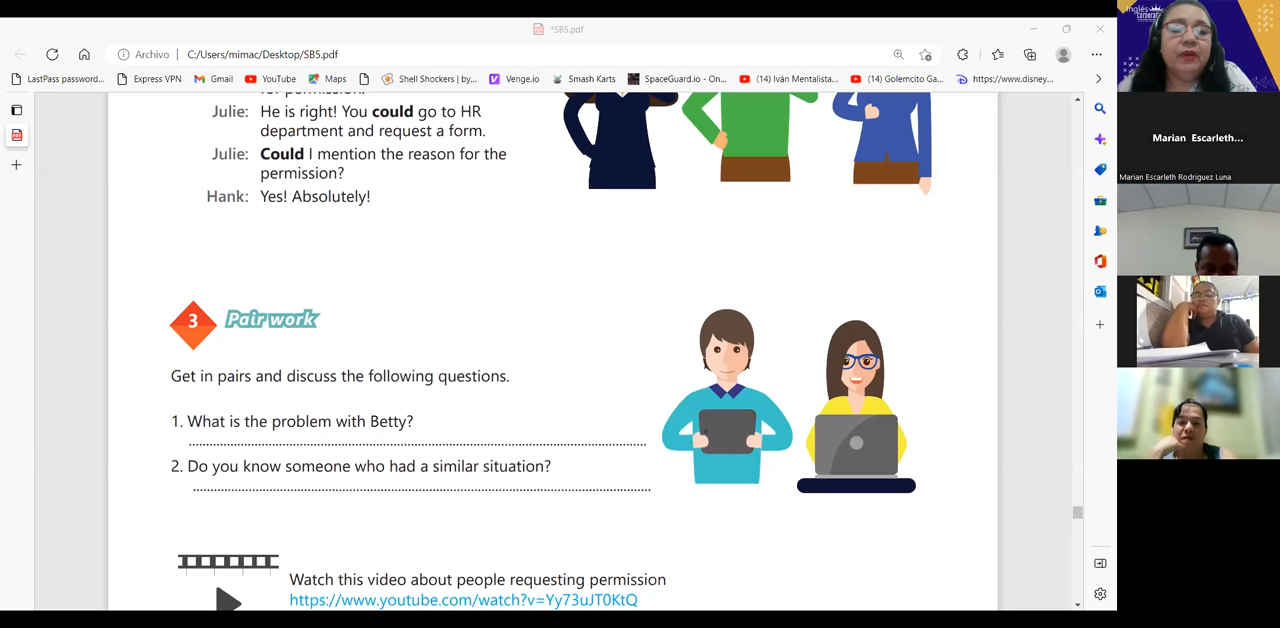 *SB5.pdf
Archivo | C:/Users/mimac/Desktop/SB5.pdf
LastPass password... Express VPN Gmail YouTube Maps Shell Shockers | by... Venge.io Smash Karts SpaceGuard.io - On... (14) Iván Mentalista... (14) Golemcito Ga... https://www.disney...
for permission.
Julie: He is right! You could go to HR
department and request a form.
Julie: Could I mention the reason for the
permission?
Hank: Yes! Absolutely!
3 Pair work
Get in pairs and discuss the following questions.
1. What is the problem with Betty?
2. Do you know someone who had a similar situation?
Watch this video about people requesting permission
https://www.youtube.com/watch?v=Yy73uJT0KtQ
Inglés
Corporativo
Marian Escarleth...
Marian Escarleth Rodriguez Luna